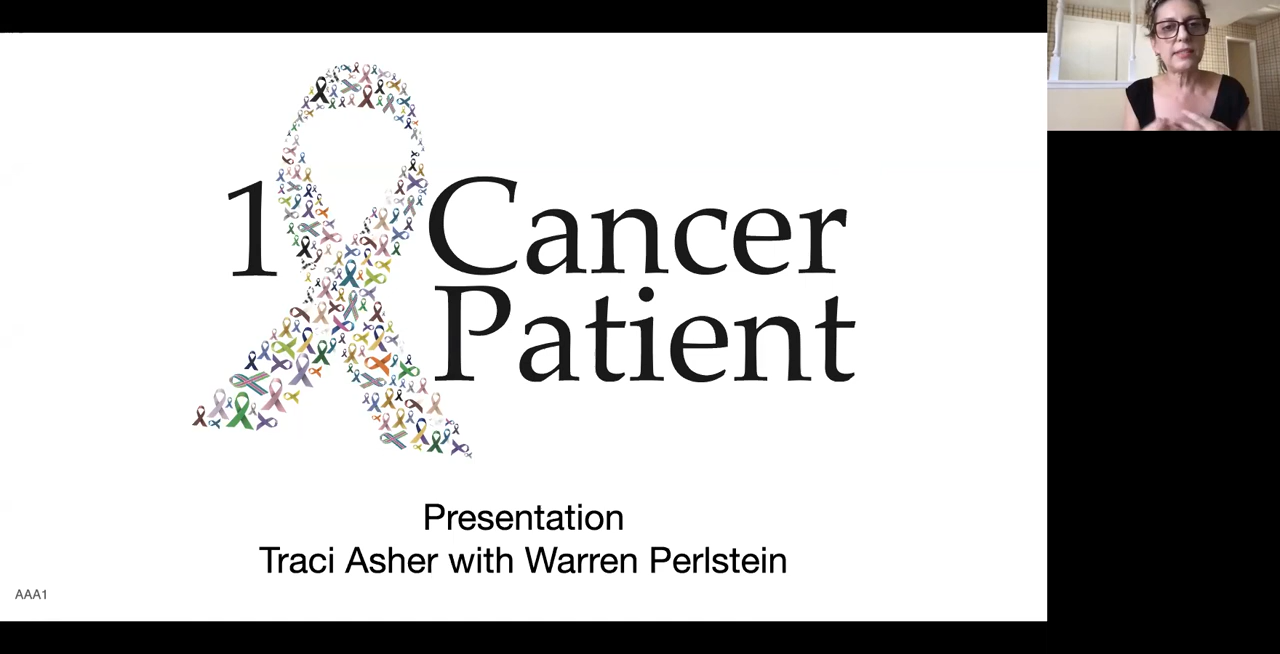 1 Cancer
Patient
Presentation
Traci Asher with Warren Perlstein
AAA1